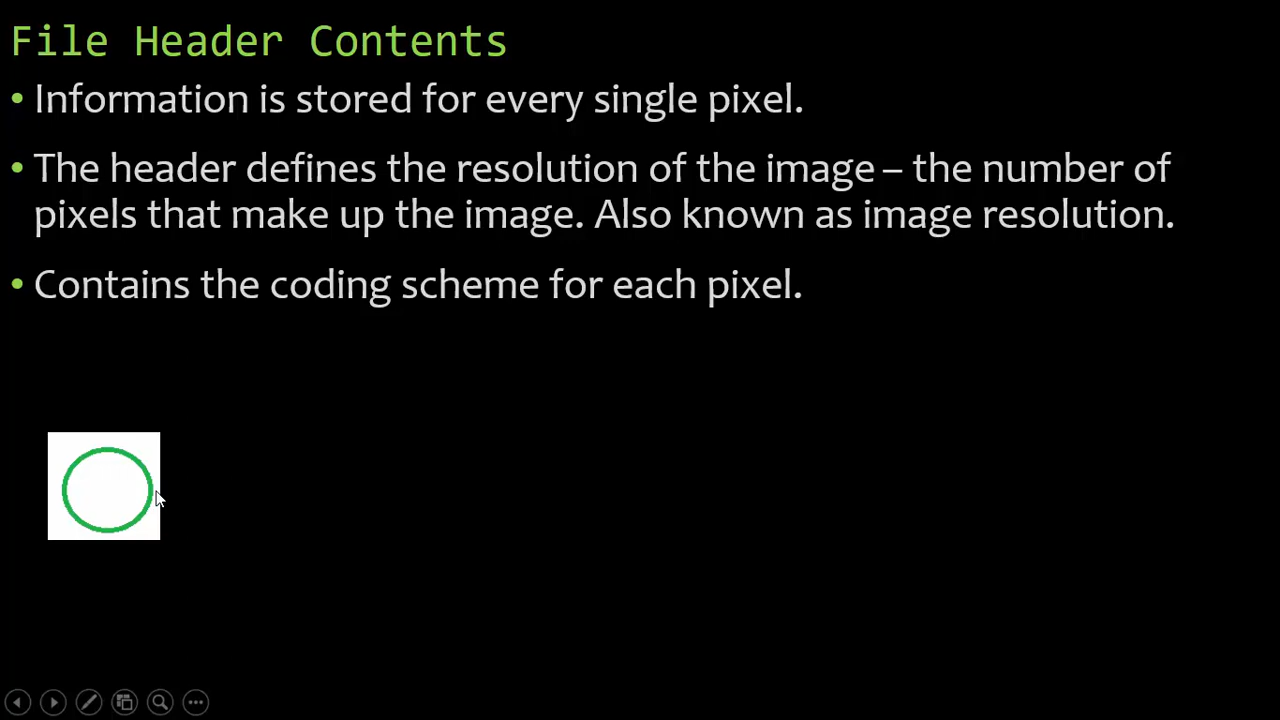 File Header Contents
• Information is stored for every single pixel.
• The header defines the resolution of the image – the number of
pixels that make up the image. Also known as image resolution.
• Contains the coding scheme for each pixel.